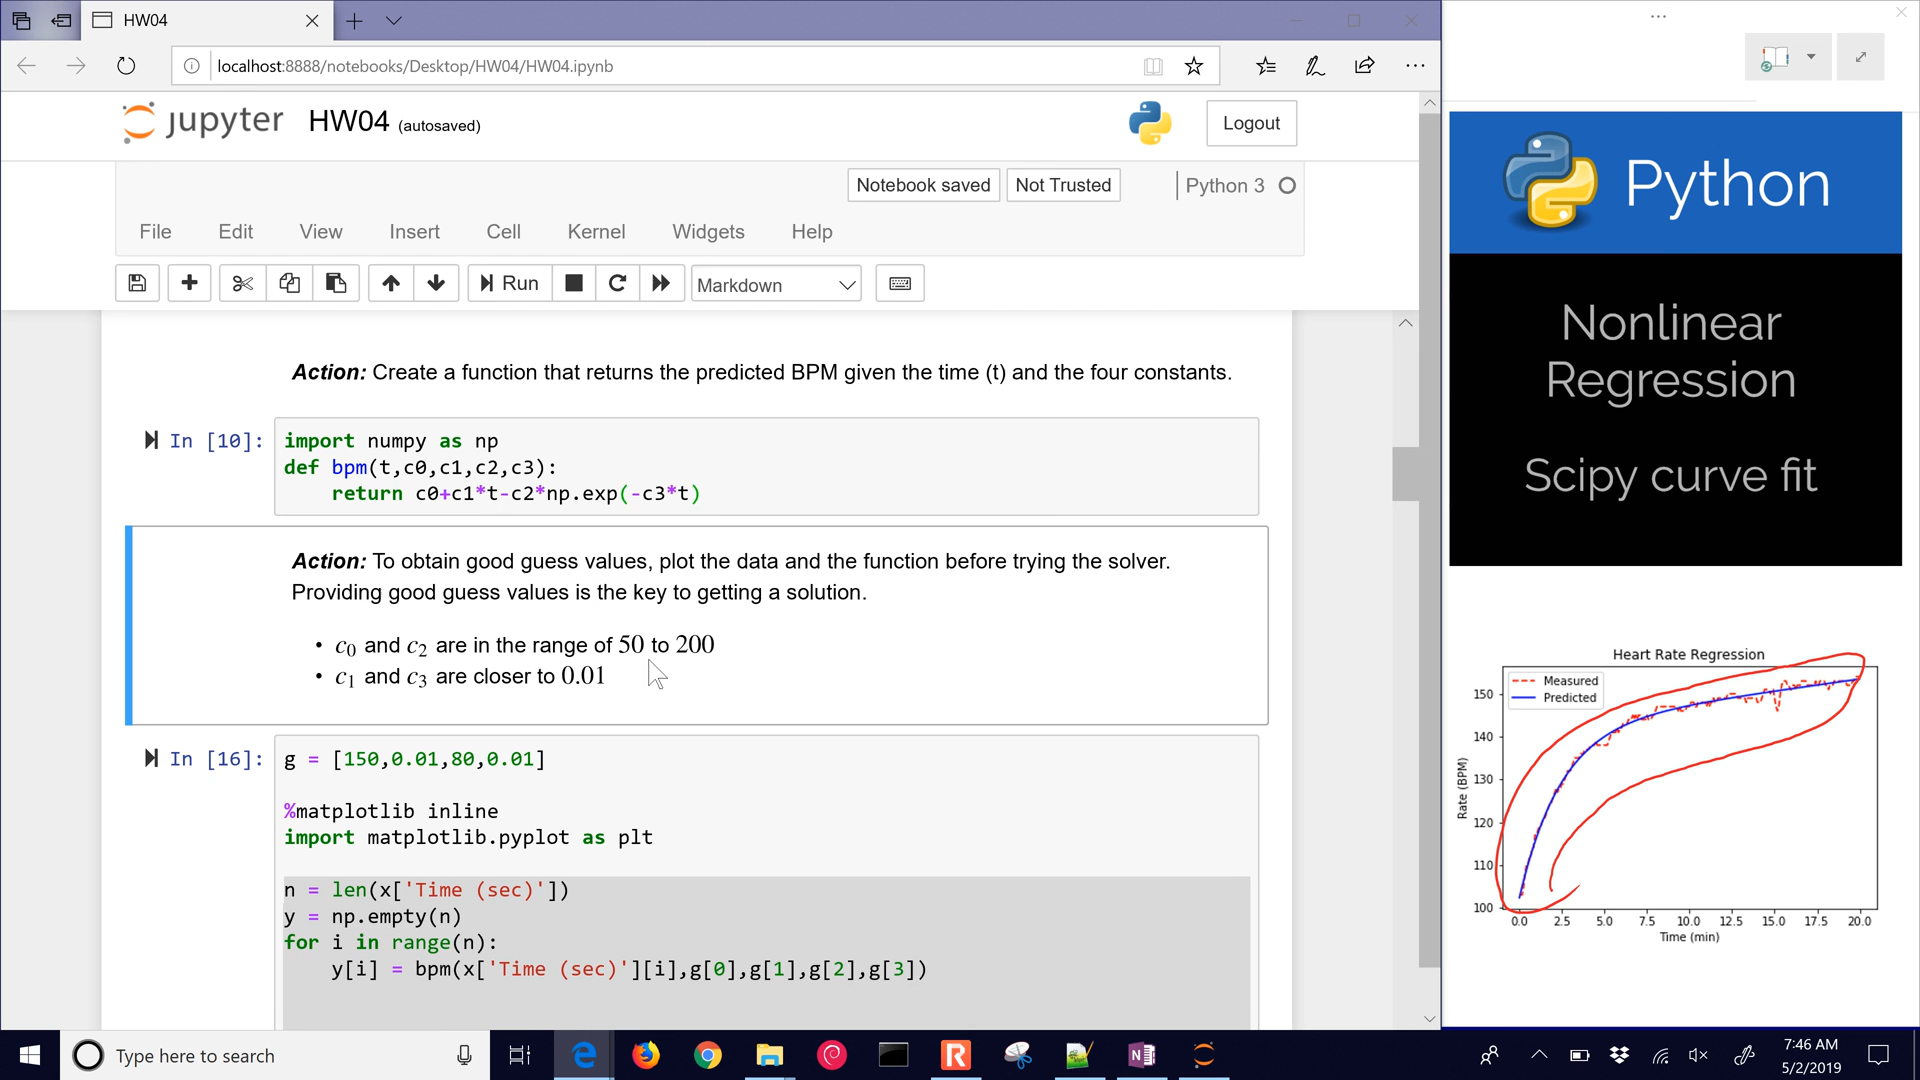 HW04
localhost:8888/notebooks/Desktop/HW04/HW04.ipynb
jupyter HW04 (autosaved)
Logout
Notebook saved Not Trusted Python 3
File Edit View Insert Cell Kernel Widgets Help
Run Markdown
Action: Create a function that returns the predicted BPM given the time (t) and the four constants.
In [10]: import numpy as np
def bpm(t,c0,c1,c2,c3):
return c0+c1*t-c2*np.exp(-c3*t)
Action: To obtain good guess values, plot the data and the function before trying the solver.
Providing good guess values is the key to getting a solution.
• c0 and c2 are in the range of 50 to 200
• c1 and c3 are closer to 0.01
In [16]: g = [150,0.01,80,0.01]
%matplotlib inline
import matplotlib.pyplot as plt
n = len(x['Time (sec)'])
y = np.empty(n)
for i in range(n):
y[i] = bpm(x['Time (sec)'][i],g[0],g[1],g[2],g[3])
Python
Nonlinear
Regression
Scipy curve fit
Heart Rate Regression
Measured
Predicted
150
140
130
120
110
100
Rate (BPM)
0.0 2.5 5.0 7.5 10.0 12.5 15.0 17.5 20.0
Time (min)
Type here to search
7:46 AM
5/2/2019